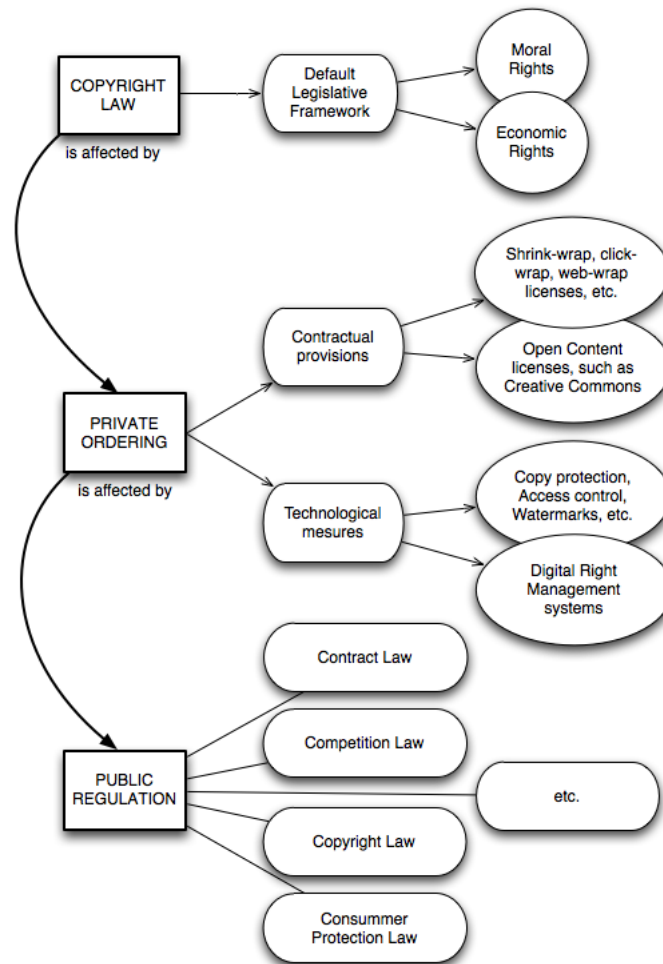 COPYRIGHT
LAW
is affected by
Default
Legislative
Framework
Moral
Rights
Economic
Rights
PRIVATE
ORDERING
is affected by
Contractual
provisions
Shrink-wrap, click-
wrap, web-wrap
licenses, etc.
Open Content
licenses, such as
Creative Commons
Technological
mesures
Copy protection,
Access control,
Watermarks, etc.
Digital Right
Management
systems
PUBLIC
REGULATION
Contract Law
Competition Law
etc.
Copyright Law
Consummer
Protection Law